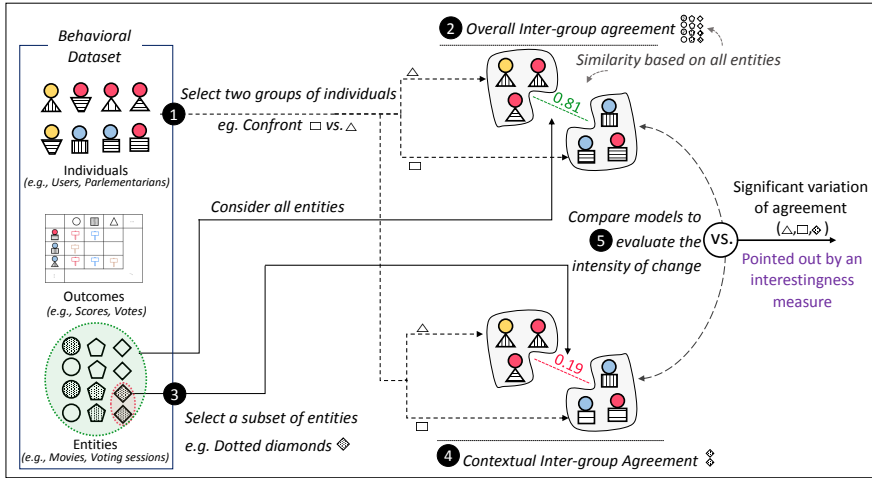 Behavioral
Dataset
Individuals
(e.g., Users, Parlementarians)
Outcomes
(e.g., Scores, Votes)
Entities
(e.g., Movies, Voting sessions)
1
Select two groups of individuals
eg. Confront □ vs. △
Consider all entities
3
Select a subset of entities
e.g. Dotted diamonds
2 Overall Inter-group agreement
Similarity based on all entities
0.81
Compare models to
5 evaluate the
intensity of change
vs.
Significant variation
of agreement
(△,□,◇)
Pointed out by an
interestingness
measure
0.19
4 Contextual Inter-group Agreement